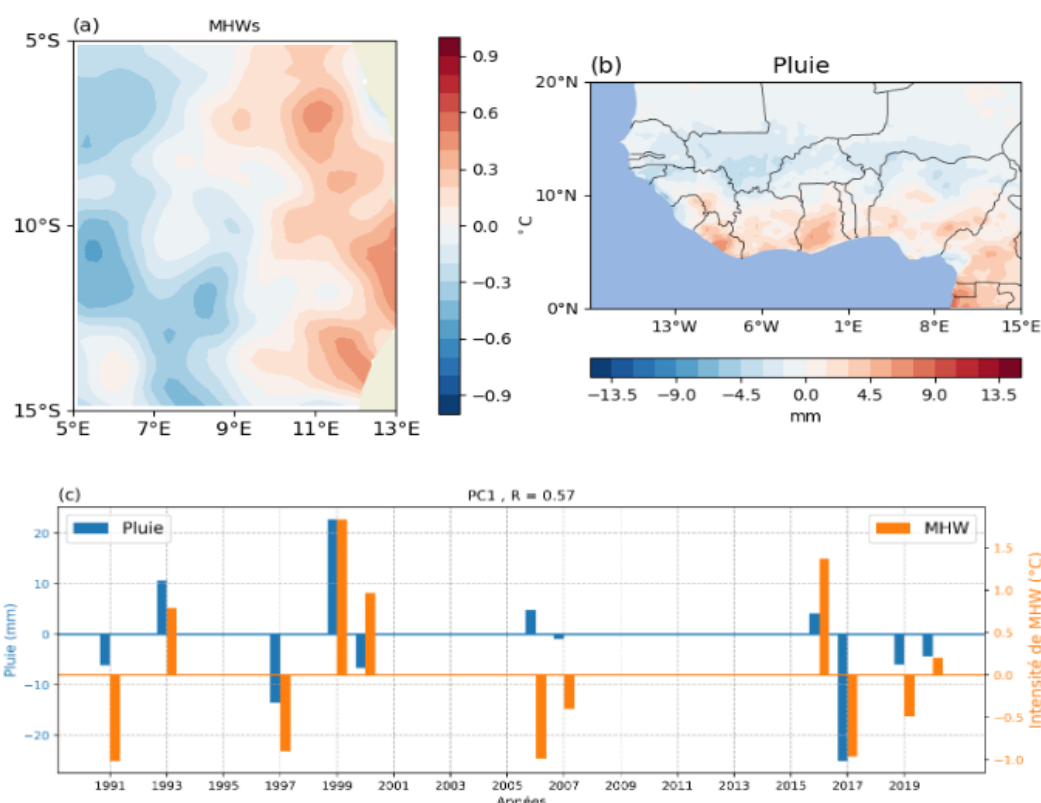 (a)
MHWs
5°S
10°S
15°S
5°E 7°E 9°E 11°E 13°E
0.9
0.6
0.3
0.0
−0.3
−0.6
−0.9
°C
(b) Pluie
20°N
10°N
0°N
13°W 6°W 1°E 8°E 15°E
−13.5 −9.0 −4.5 0.0 4.5 9.0 13.5
mm
(c) PC1 , R = 0.57
Pluie
MHW
Pluie (mm)
20
10
0
−10
−20
1.5
1.0
0.5
0.0
−0.5
−1.0
Intensité de MHW (°C)
1991 1993 1995 1997 1999 2001 2003 2005 2007 2009 2011 2013 2015 2017 2019
Années